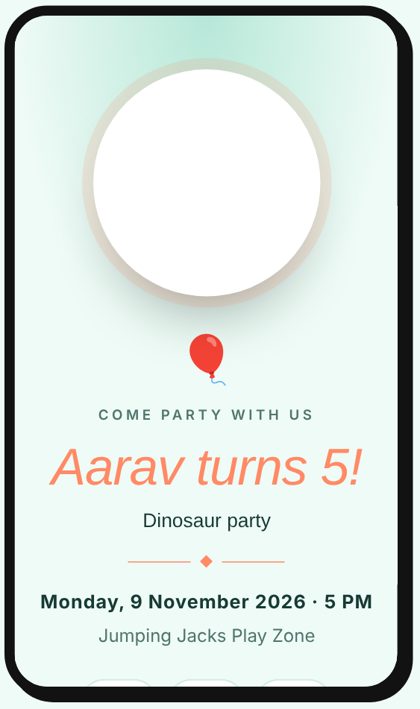 COME PARTY WITH US
Aarav turns 5!
Dinosaur party
Monday, 9 November 2026 · 5 PM
Jumping Jacks Play Zone